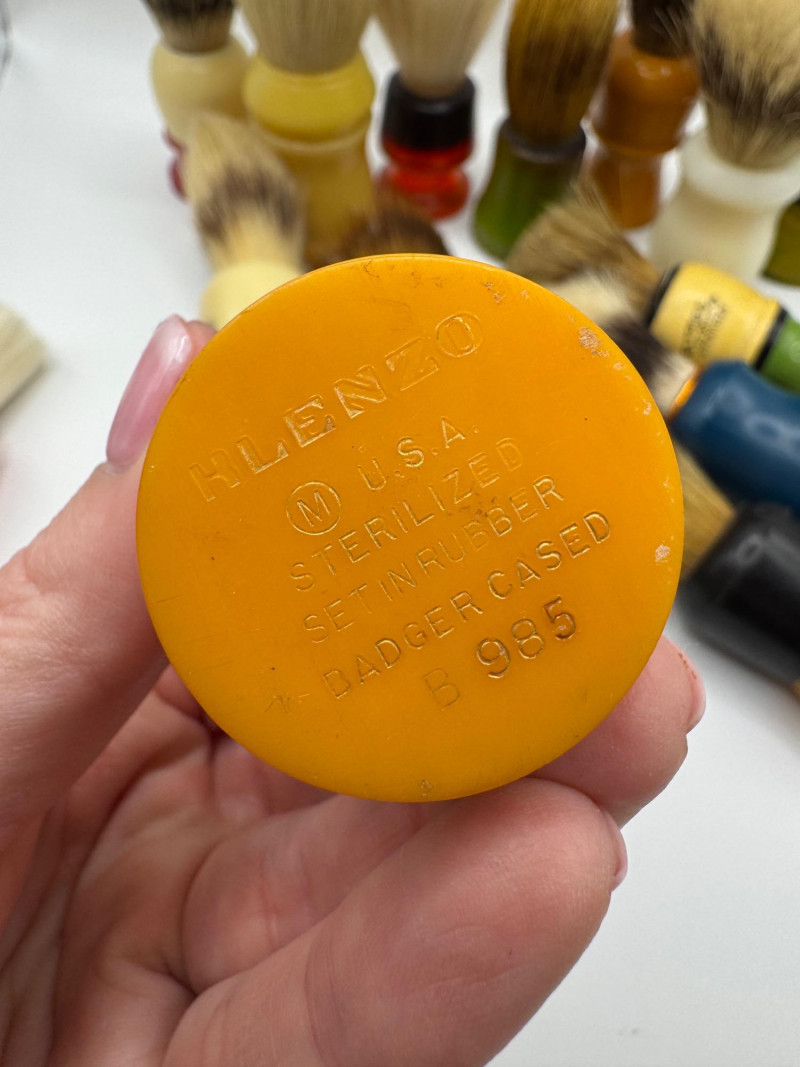 KLENZO
Ⓜ U.S.A.
STERILIZED
SET IN RUBBER
BADGER CASED
B 985